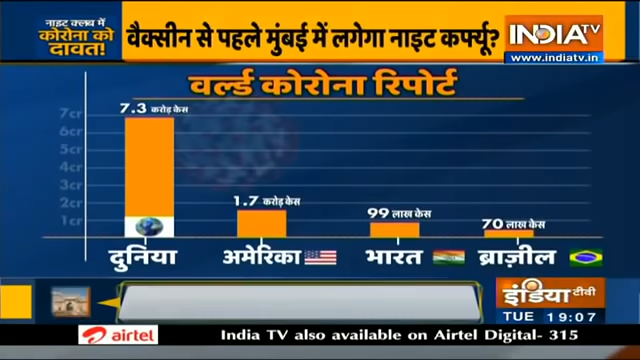 नाइट क्लब में
कोरोना को
दावत!
वैक्सीन से पहले मुंबई में लगेगा नाइट कर्फ्यू?
INDIA TV
www.indiatv.in
वर्ल्ड कोरोना रिपोर्ट
7cr
6cr
5cr
4cr
3cr
2cr
1cr
7.3 करोड़ केस
1.7 करोड़ केस
99 लाख केस
70 लाख केस
दुनिया
अमेरिका
भारत
ब्राज़ील
इंडिया टीवी
TUE 19:07
airtel
India TV also available on Airtel Digital- 315